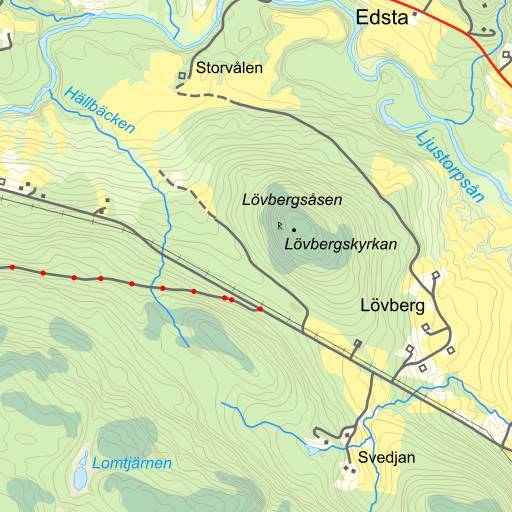 Edsta
Storvålen
Hällbäcken
Ljustorpsån
Lövbergsåsen
R
Lövbergskyrkan
Lövberg
Svedjan
Lomtjärnen